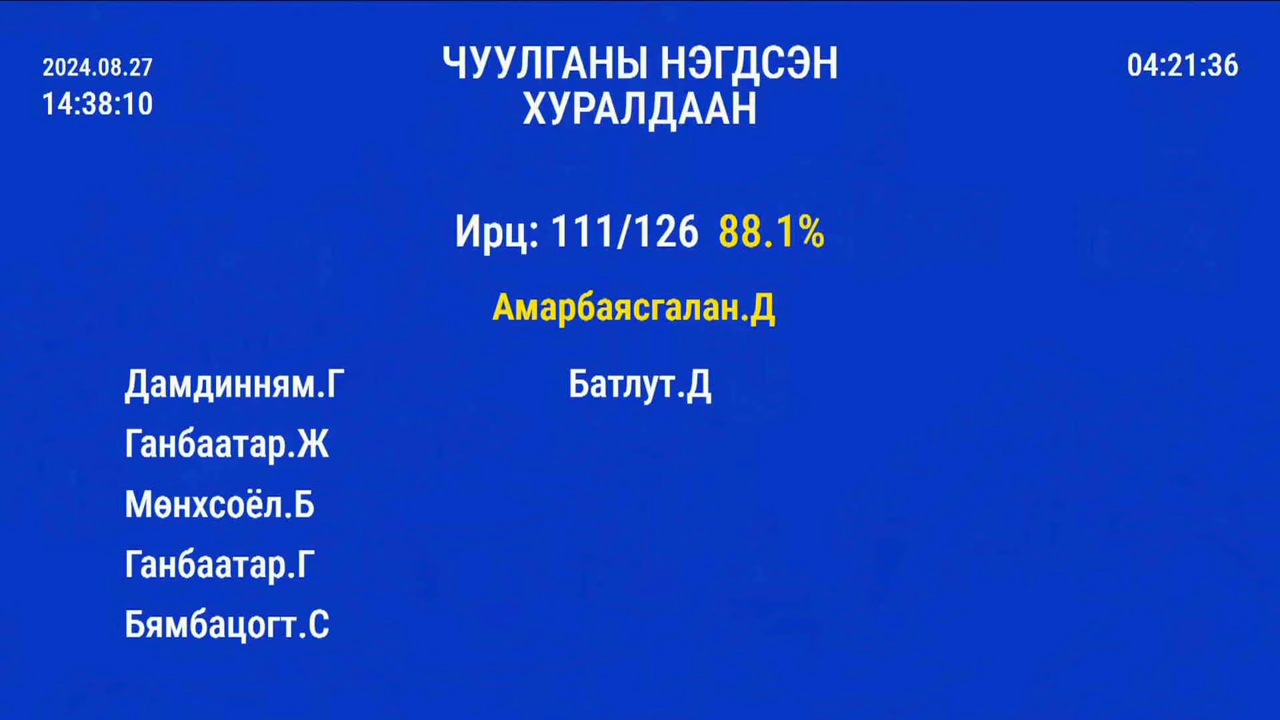 2024.08.27
14:38:10
ЧУУЛГАНЫ НЭГДСЭН
ХУРАЛДААН
04:21:36
Ирц: 111/126 88.1%
Амарбаясгалан.Д
Дамдинням.Г
Батлут.Д
Ганбаатар.Ж
Мөнхсоёл.Б
Ганбаатар.Г
Бямбацогт.С